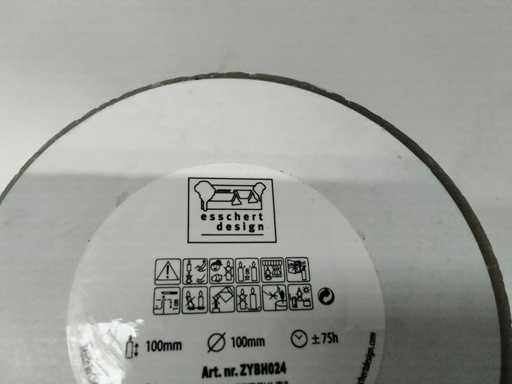 esschert
design
100mm 100mm ± 75h
Art. nr. ZYBH024